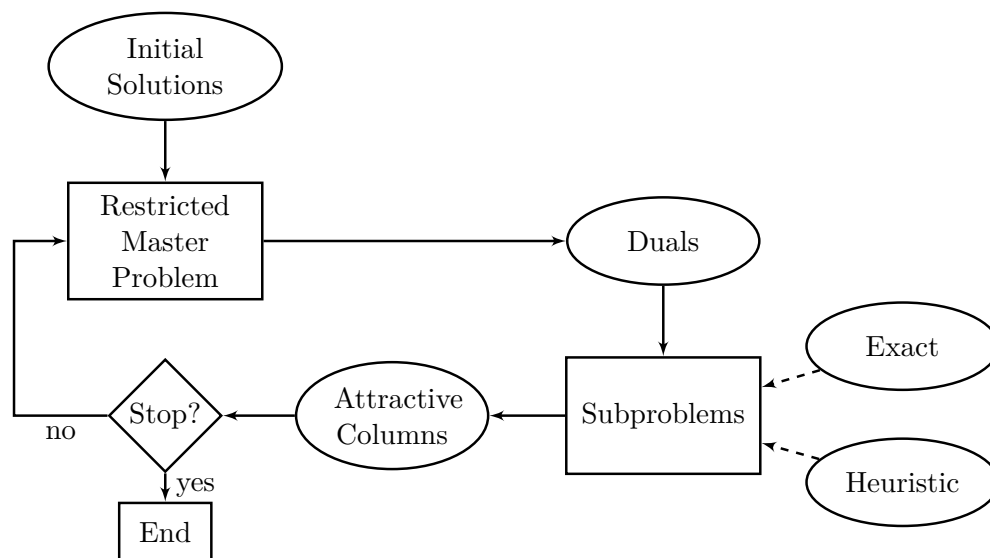 Initial
Solutions
Restricted
Master
Problem
Duals
Exact
Subproblems
Attractive
Columns
Stop?
no
yes
Heuristic
End